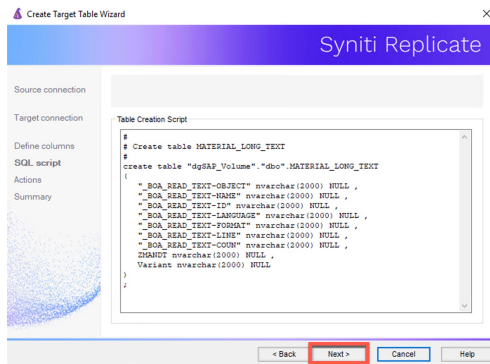 Create Target Table Wizard
Syniti Replicate
Source connection
Target connection
Define columns
SQL script
Actions
Summary
Table Creation Script
#
# Create table MATERIAL_LONG_TEXT
#
create table "dgSAP_Volume"."dbo".MATERIAL_LONG_TEXT
(
"_BOA_READ_TEXT-OBJECT" nvarchar(2000) NULL ,
"_BOA_READ_TEXT-NAME" nvarchar(2000) NULL ,
"_BOA_READ_TEXT-ID" nvarchar(2000) NULL ,
"_BOA_READ_TEXT-LANGUAGE" nvarchar(2000) NULL ,
"_BOA_READ_TEXT-FORMAT" nvarchar(2000) NULL ,
"_BOA_READ_TEXT-LINE" nvarchar(2000) NULL ,
"_BOA_READ_TEXT-COUN" nvarchar(2000) NULL ,
ZMANDT nvarchar(2000) NULL ,
Variant nvarchar(2000) NULL
)
;
< Back
Next >
Cancel
Help